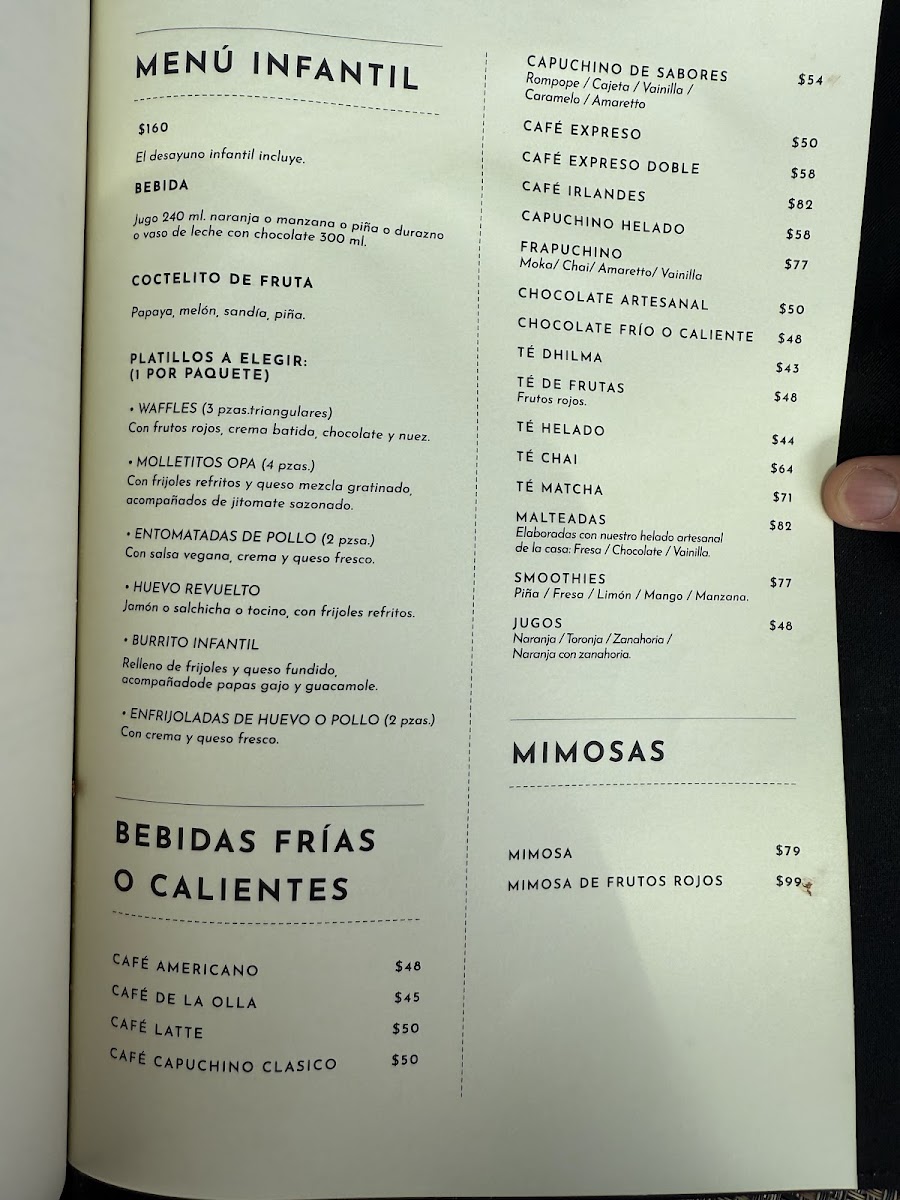 MENÚ INFANTIL
$160
El desayuno infantil incluye.
BEBIDA
Jugo 240 ml. naranja o manzana o piña o durazno
o vaso de leche con chocolate 300 ml.
COCTELITO DE FRUTA
Papaya, melón, sandía, piña.
PLATILLOS A ELEGIR:
(1 POR PAQUETE)
• WAFFLES (3 pzas.triangulares)
Con frutos rojos, crema batida, chocolate y nuez.
• MOLLETITOS OPA (4 pzas.)
Con frijoles refritos y queso mezcla gratinado,
acompañados de jitomate sazonado.
• ENTOMATADAS DE POLLO (2 pzsa.)
Con salsa vegana, crema y queso fresco.
• HUEVO REVUELTO
Jamón o salchicha o tocino, con frijoles refritos.
• BURRITO INFANTIL
Relleno de frijoles y queso fundido,
acompañadode papas gajo y guacamole.
• ENFRIJOLADAS DE HUEVO O POLLO (2 pzas.)
Con crema y queso fresco.
BEBIDAS FRÍAS
O CALIENTES
CAFÉ AMERICANO $48
CAFÉ DE LA OLLA $45
CAFÉ LATTE $50
CAFÉ CAPUCHINO CLASICO $50
CAPUCHINO DE SABORES $54
Rompope / Cajeta / Vainilla /
Caramelo / Amaretto
CAFÉ EXPRESO $50
CAFÉ EXPRESO DOBLE $58
CAFÉ IRLANDES $82
CAPUCHINO HELADO $58
FRAPUCHINO $77
Moka/ Chai/ Amaretto/ Vainilla
CHOCOLATE ARTESANAL $50
CHOCOLATE FRÍO O CALIENTE $48
TÉ DHILMA $43
TÉ DE FRUTAS $48
Frutos rojos.
TÉ HELADO $44
TÉ CHAI $64
TÉ MATCHA $71
MALTEADAS $82
Elaboradas con nuestro helado artesanal
de la casa: Fresa / Chocolate / Vainilla.
SMOOTHIES $77
Piña / Fresa / Limón / Mango / Manzana.
JUGOS $48
Naranja / Toronja / Zanahoria /
Naranja con zanahoria.
MIMOSAS
MIMOSA $79
MIMOSA DE FRUTOS ROJOS $99